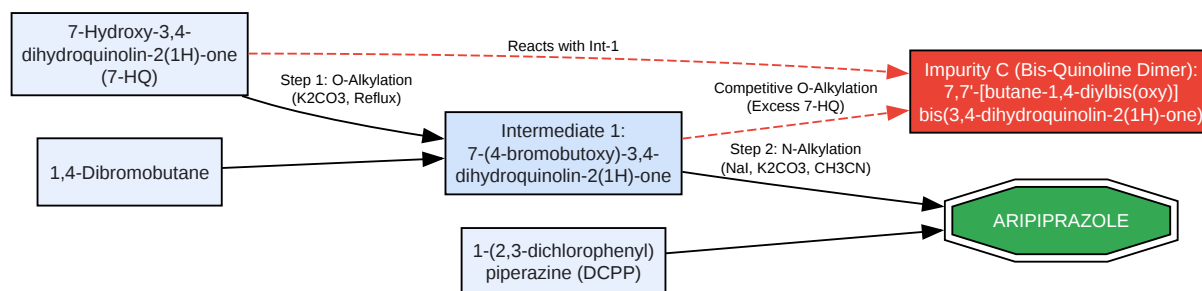 7-Hydroxy-3,4-
dihydroquinolin-2(1H)-one
(7-HQ)
Reacts with Int-1
Step 1: O-Alkylation
(K2CO3, Reflux)
1,4-Dibromobutane
Intermediate 1:
7-(4-bromobutoxy)-3,4-
dihydroquinolin-2(1H)-one
Competitive O-Alkylation
(Excess 7-HQ)
Impurity C (Bis-Quinoline Dimer):
7,7'-[butane-1,4-diylbis(oxy)]
bis(3,4-dihydroquinolin-2(1H)-one)
Step 2: N-Alkylation
(NaI, K2CO3, CH3CN)
1-(2,3-dichlorophenyl)
piperazine (DCPP)
ARIPIPRAZOLE